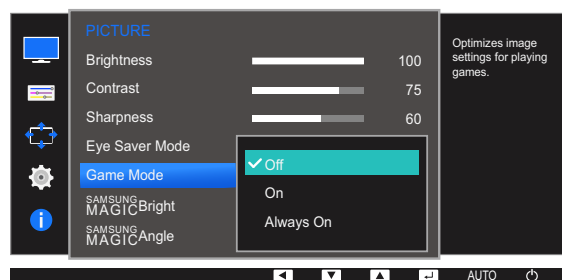 PICTURE
Brightness 100
Contrast 75
Sharpness 60
Eye Saver Mode
Game Mode
SAMSUNG
MAGICBright
SAMSUNG
MAGICAngle
Off
On
Always On
Optimizes image
settings for playing
games.
AUTO